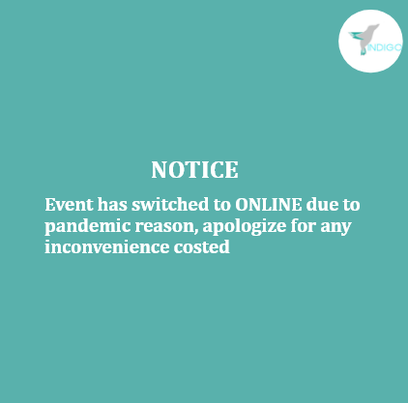 INDIGO
NOTICE
Event has switched to ONLINE due to
pandemic reason, apologize for any
inconvenience costed